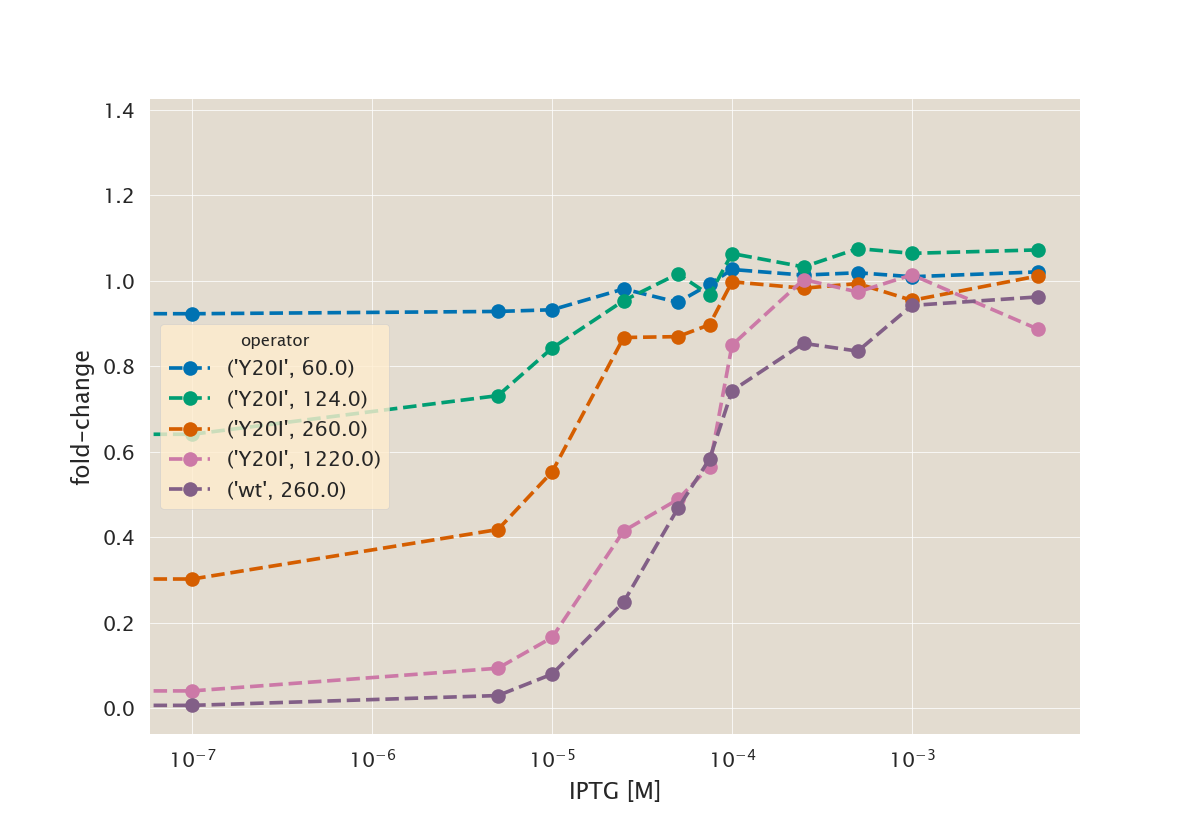 1.4
1.2
1.0
0.8
0.6
0.4
0.2
0.0
fold-change
operator
('Y20I', 60.0)
('Y20I', 124.0)
('Y20I', 260.0)
('Y20I', 1220.0)
('wt', 260.0)
10⁻⁷ 10⁻⁶ 10⁻⁵ 10⁻⁴ 10⁻³
IPTG [M]